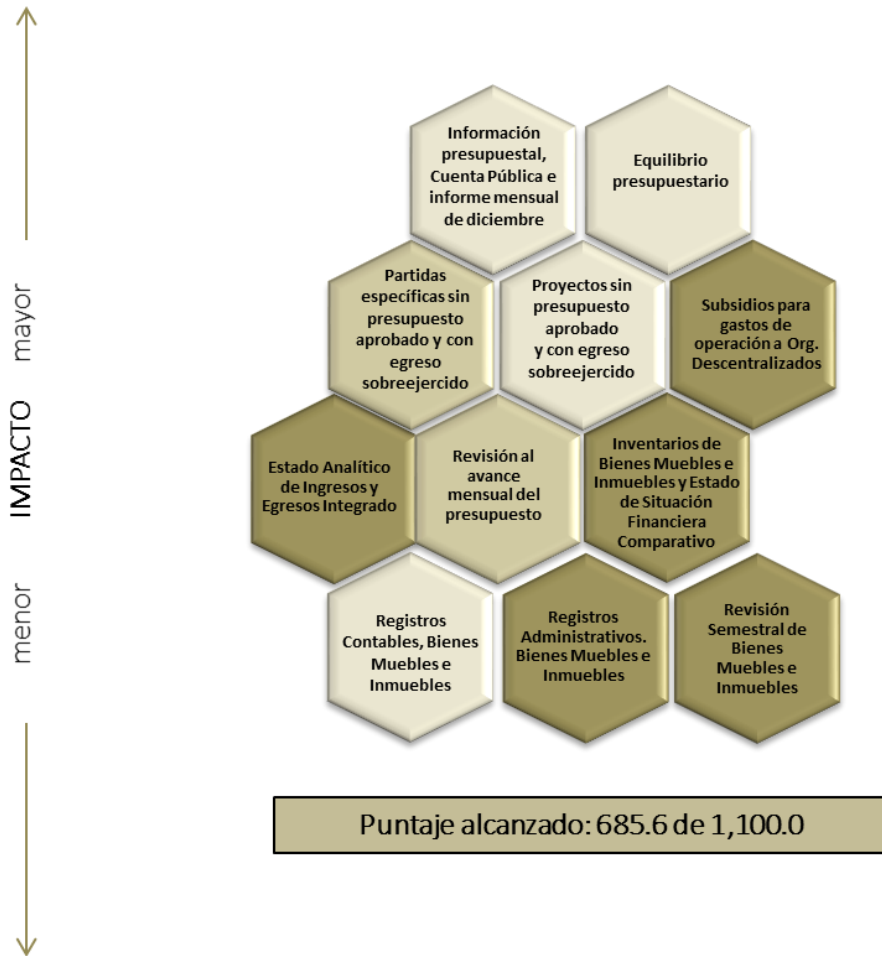 Información
presupuestal,
Cuenta Pública e
informe mensual
de diciembre
Equilibrio
presupuestario
Partidas
específicas sin
presupuesto
aprobado y con
egreso
sobreejercido
Proyectos sin
presupuesto
aprobado
y con egreso
sobreejercido
Subsidios para
gastos de
operación a Org.
Descentralizados
mayor
IMPACTO
menor
Estado Analítico
de Ingresos y
Egresos Integrado
Revisión al
avance
mensual del
presupuesto
Inventarios de
Bienes Muebles e
Inmuebles y Estado
de Situación
Financiera
Comparativo
Registros
Contables, Bienes
Muebles e
Inmuebles
Registros
Administrativos.
Bienes Muebles e
Inmuebles
Revisión
Semestral de
Bienes
Muebles e
Inmuebles
Puntaje alcanzado: 685.6 de 1,100.0